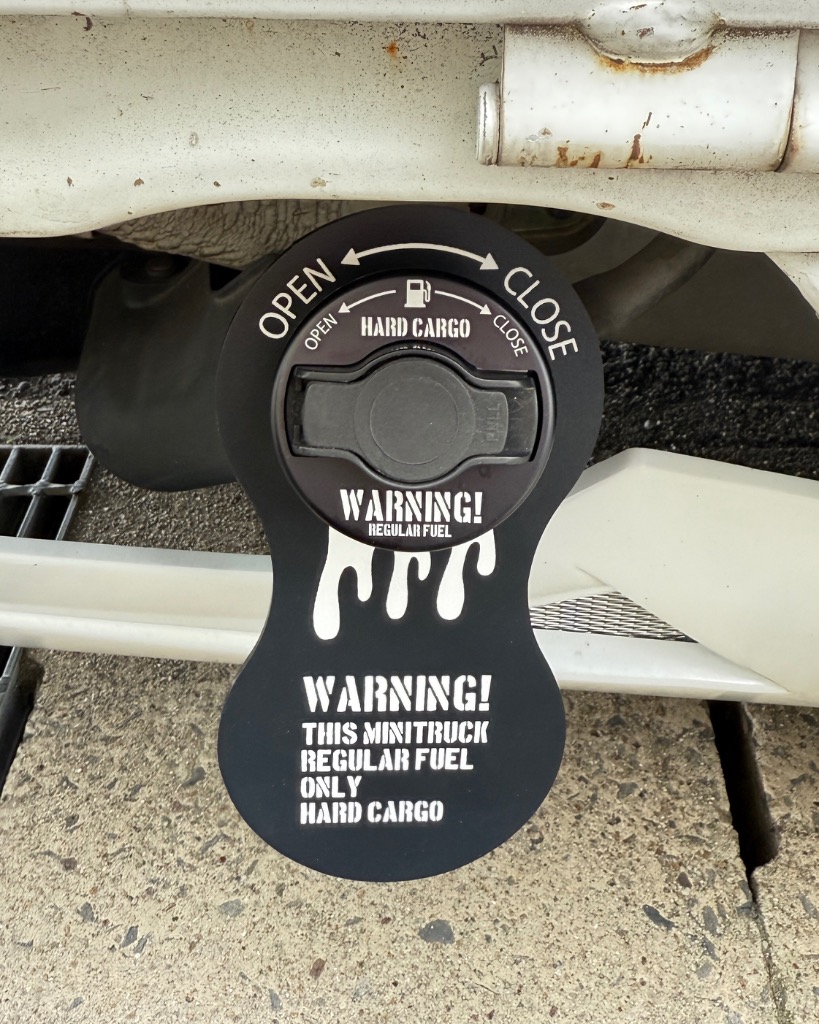 OPEN CLOSE
OPEN CLOSE
HARD CARGO
WARNING!
REGULAR FUEL
WARNING!
THIS MINITRUCK
REGULAR FUEL
ONLY
HARD CARGO